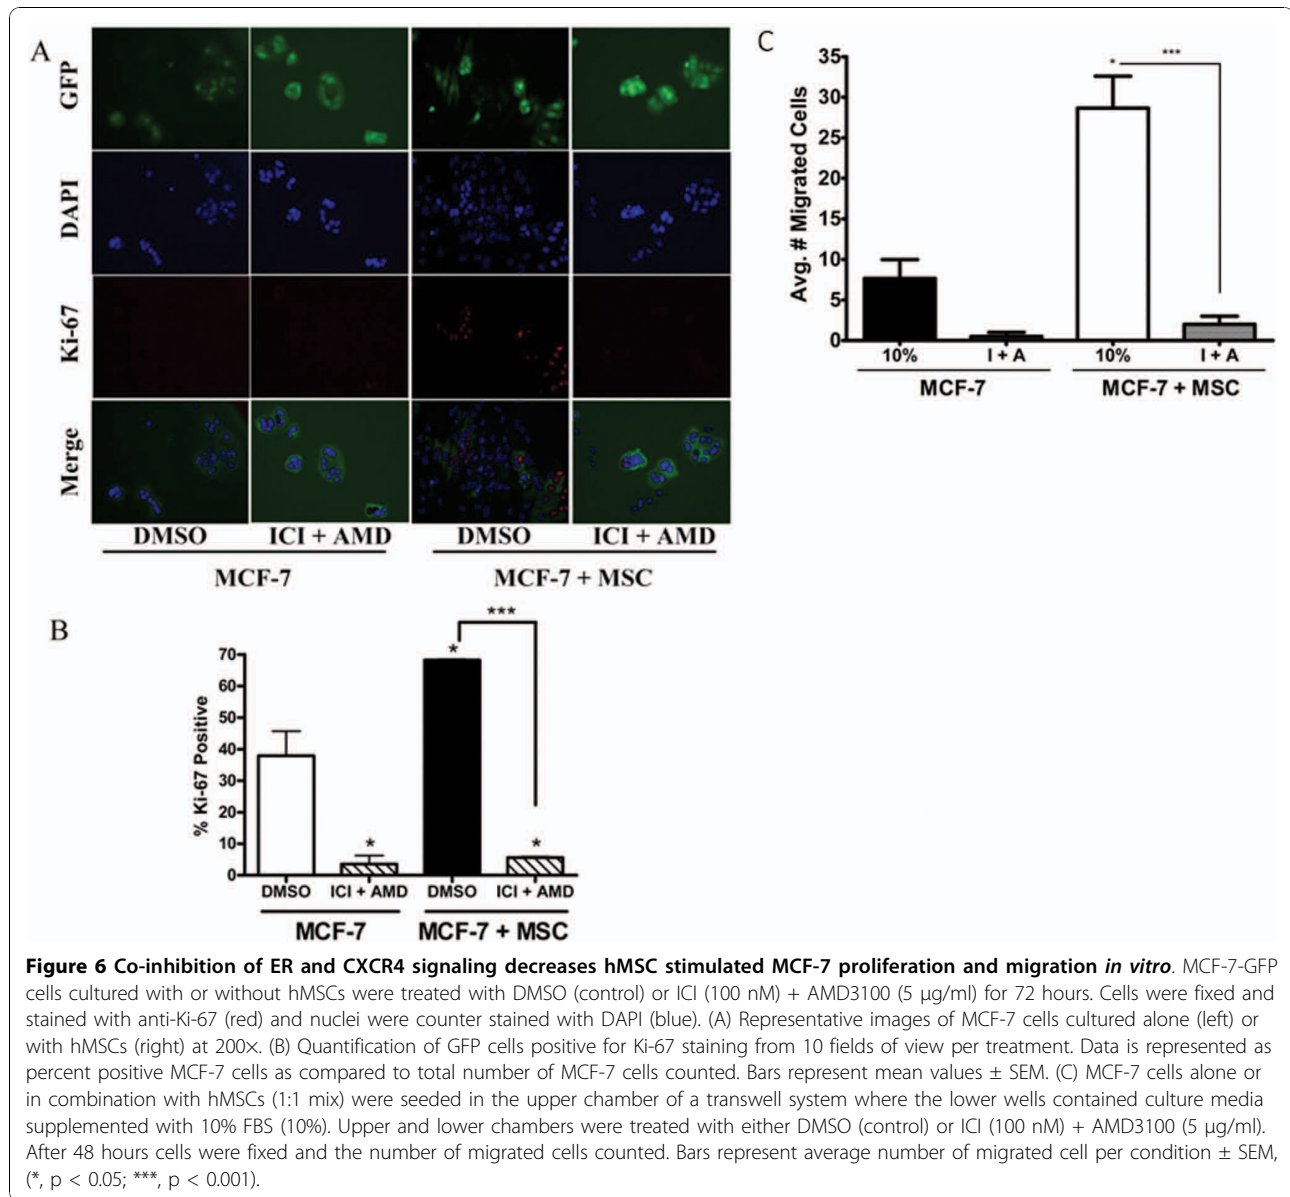 A
GFP
DAPI
Ki-67
Merge
DMSO ICI + AMD DMSO ICI + AMD
MCF-7 MCF-7 + MSC
B
% Ki-67 Positive
70
60
50
40
30
20
10
0
*
*
***
*
DMSO ICI + AMD DMSO ICI + AMD
MCF-7 MCF-7 + MSC
C
Avg. # Migrated Cells
35
30
25
20
15
10
5
0
* ***
10% I + A 10% I + A
MCF-7 MCF-7 + MSC
Figure 6 Co-inhibition of ER and CXCR4 signaling decreases hMSC stimulated MCF-7 proliferation and migration in vitro. MCF-7-GFP
cells cultured with or without hMSCs were treated with DMSO (control) or ICI (100 nM) + AMD3100 (5 μg/ml) for 72 hours. Cells were fixed and
stained with anti-Ki-67 (red) and nuclei were counter stained with DAPI (blue). (A) Representative images of MCF-7 cells cultured alone (left) or
with hMSCs (right) at 200×. (B) Quantification of GFP cells positive for Ki-67 staining from 10 fields of view per treatment. Data is represented as
percent positive MCF-7 cells as compared to total number of MCF-7 cells counted. Bars represent mean values ± SEM. (C) MCF-7 cells alone or
in combination with hMSCs (1:1 mix) were seeded in the upper chamber of a transwell system where the lower wells contained culture media
supplemented with 10% FBS (10%). Upper and lower chambers were treated with either DMSO (control) or ICI (100 nM) + AMD3100 (5 μg/ml).
After 48 hours cells were fixed and the number of migrated cells counted. Bars represent average number of migrated cell per condition ± SEM,
(*, p < 0.05; ***, p < 0.001).